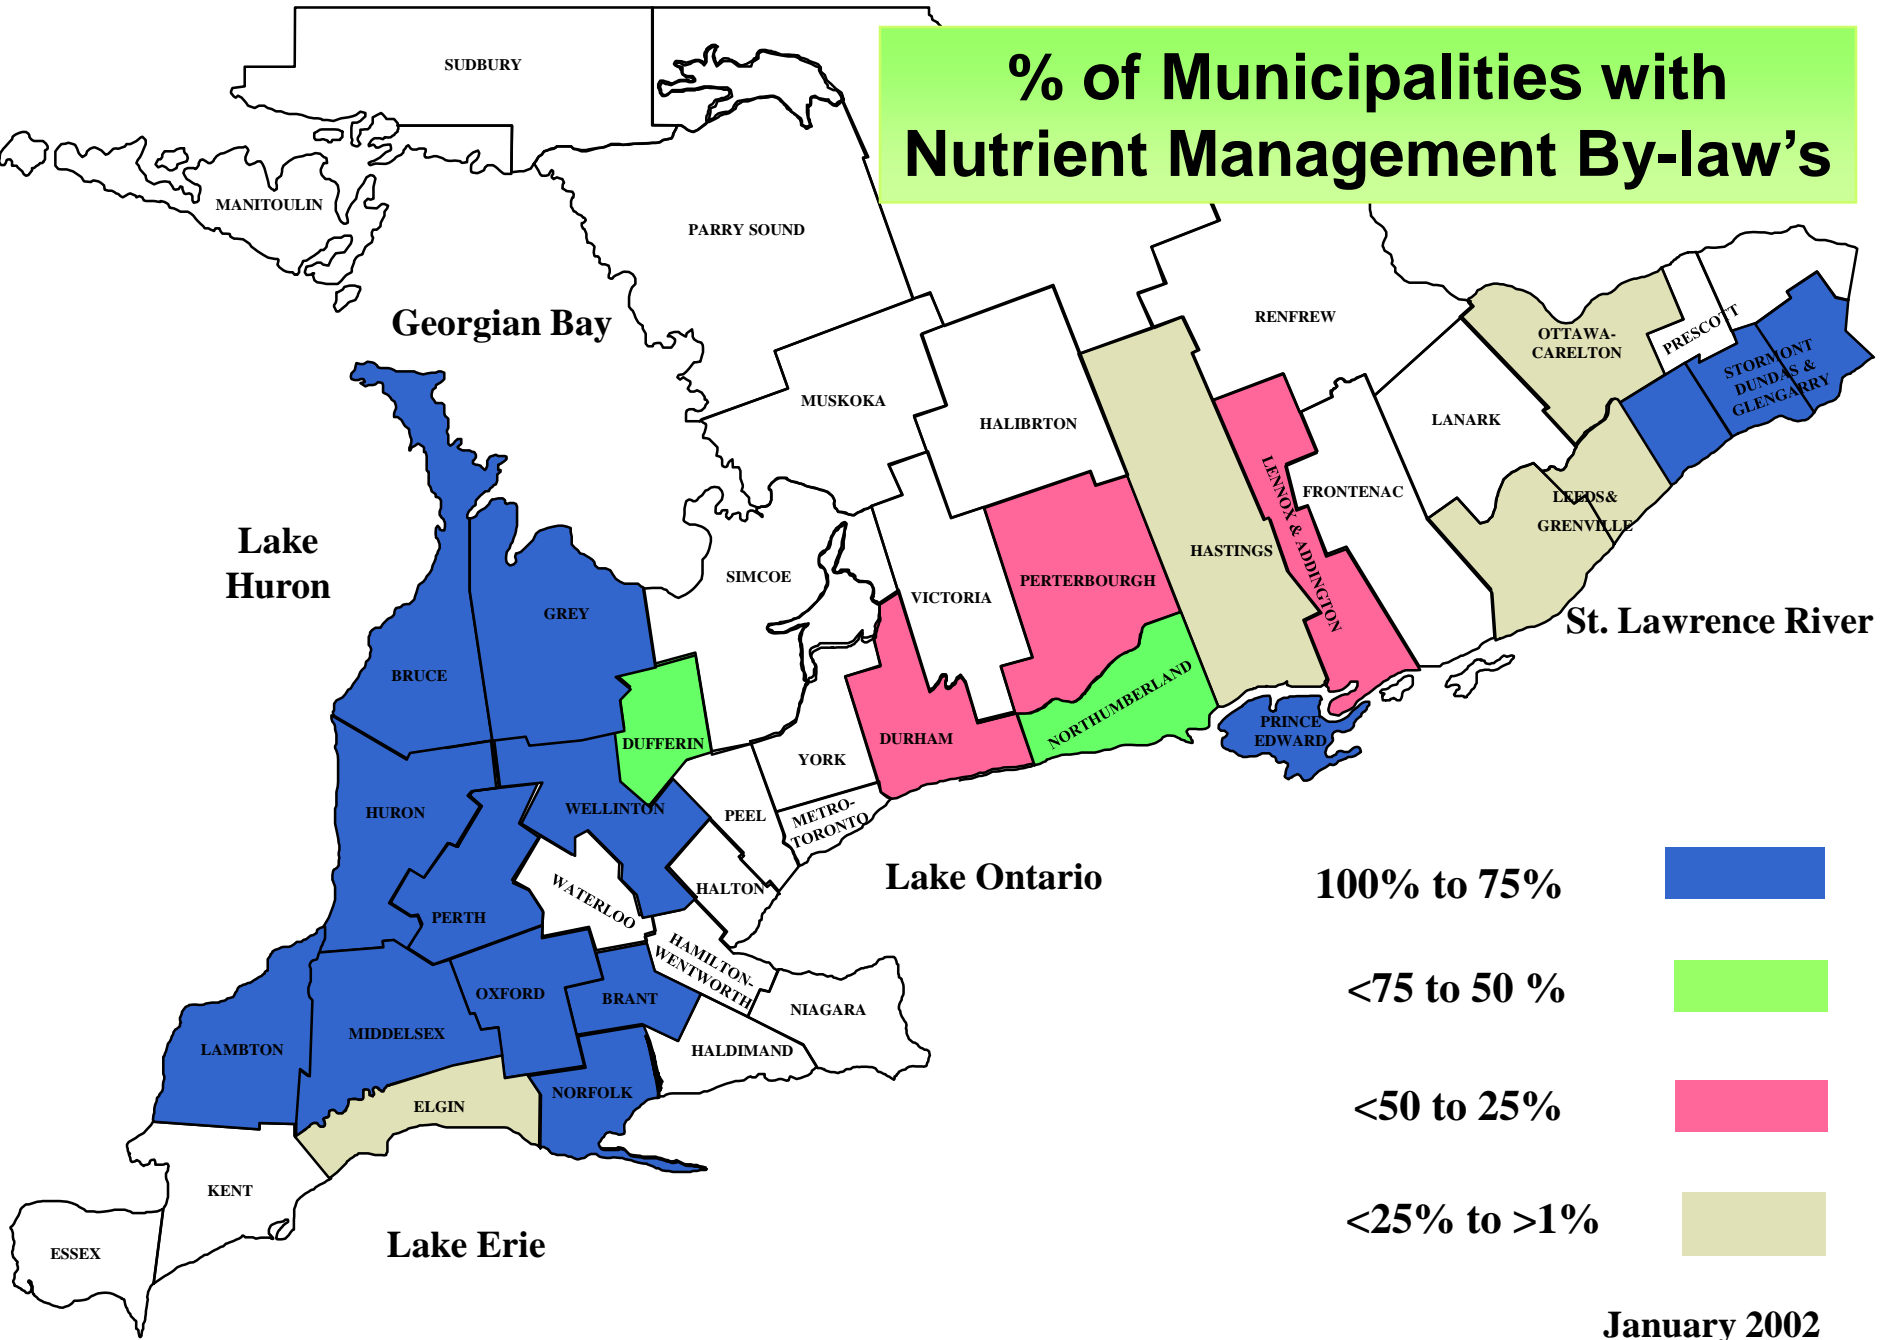 % of Municipalities with
Nutrient Management By-law’s
SUDBURY
MANITOULIN
PARRY SOUND
Georgian Bay
RENFREW
OTTAWA-
CARELTON
PRESCOTT
STORMONT
DUNDAS &
GLENGARRY
MUSKOKA
HALIBRTON
LANARK
LENNOX & ADDINGTON
FRONTENAC
LEEDS&
GRENVILLE
Lake
Huron
HASTINGS
SIMCOE
PERTERBOURGH
VICTORIA
GREY
St. Lawrence River
BRUCE
NORTHUMBERLAND
PRINCE
EDWARD
DUFFERIN
DURHAM
YORK
HURON
WELLINTON
PEEL
METRO-
TORONTO
Lake Ontario
HALTON
WATERLOO
PERTH
HAMILTON-
WENTWORTH
OXFORD
BRANT
NIAGARA
MIDDELSEX
LAMBTON
HALDIMAND
NORFOLK
ELGIN
KENT
ESSEX
Lake Erie
100% to 75%
<75 to 50 %
<50 to 25%
<25% to >1%
January 2002